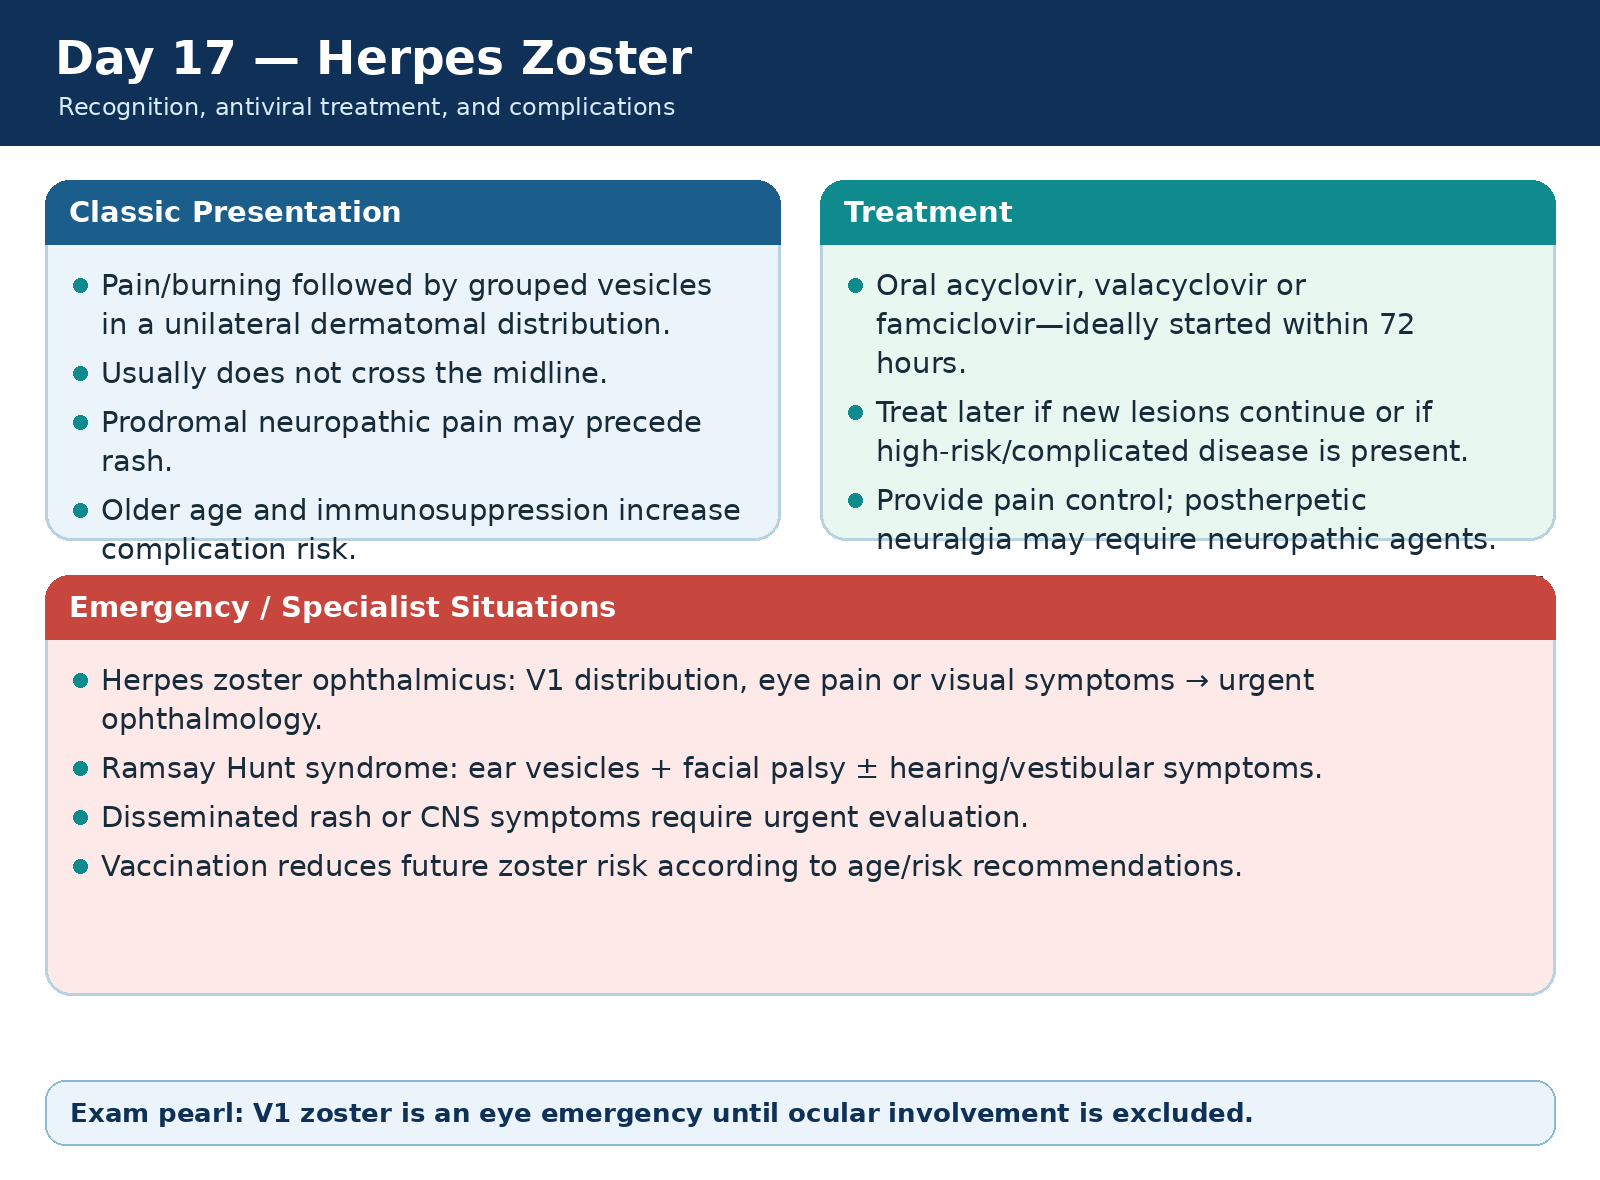 Day 17 — Herpes Zoster
Recognition, antiviral treatment, and complications
Classic Presentation
Pain/burning followed by grouped vesicles
in a unilateral dermatomal distribution.
Usually does not cross the midline.
Prodromal neuropathic pain may precede
rash.
Older age and immunosuppression increase
complication risk.
Treatment
Oral acyclovir, valacyclovir or
famciclovir—ideally started within 72
hours.
Treat later if new lesions continue or if
high-risk/complicated disease is present.
Provide pain control; postherpetic
neuralgia may require neuropathic agents.
Emergency / Specialist Situations
Herpes zoster ophthalmicus: V1 distribution, eye pain or visual symptoms → urgent
ophthalmology.
Ramsay Hunt syndrome: ear vesicles + facial palsy ± hearing/vestibular symptoms.
Disseminated rash or CNS symptoms require urgent evaluation.
Vaccination reduces future zoster risk according to age/risk recommendations.
Exam pearl: V1 zoster is an eye emergency until ocular involvement is excluded.